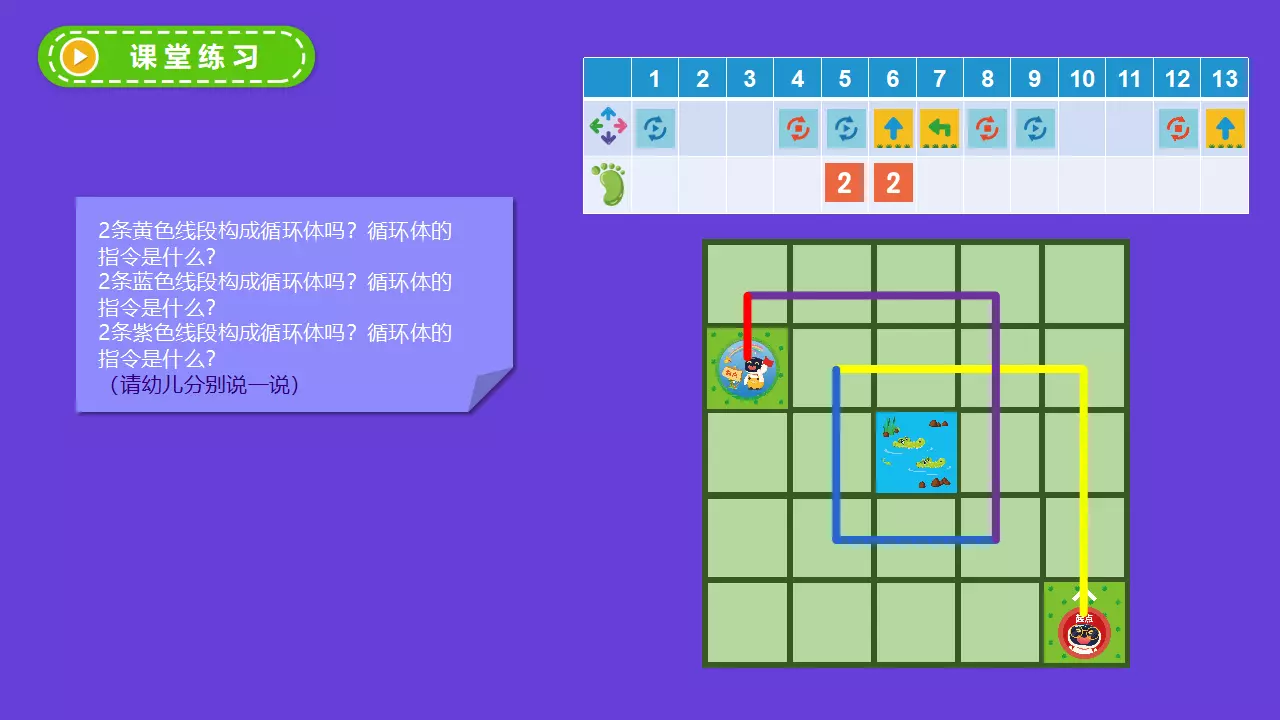 课堂练习
1 2 3 4 5 6 7 8 9 10 11 12 13
2 2
2条黄色线段构成循环体吗？循环体的
指令是什么？
2条蓝色线段构成循环体吗？循环体的
指令是什么？
2条紫色线段构成循环体吗？循环体的
指令是什么？
（请幼儿分别说一说）
起点